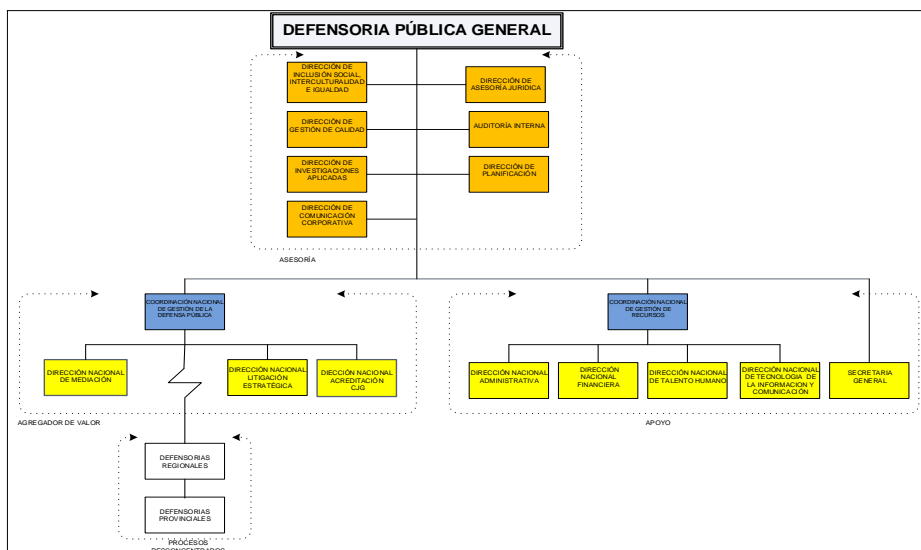 DEFENSORIA PÚBLICA GENERAL
DIRECCIÓN DE
INCLUSIÓN SOCIAL,
INTERCULTURALIDAD
E IGUALDAD
DIRECCIÓN DE
ASESORÍA JURIDICA
DIRECCIÓN DE
GESTIÓN DE CALIDAD
AUDITORÍA INTERNA
DIRECCIÓN DE
INVESTIGACIONES
APLICADAS
DIRECCIÓN DE
PLANIFICACIÓN
DIRECCIÓN DE
COMUNICACIÓN
CORPORATIVA
ASESORÍA
COORDINACIÓN NACIONAL
DE GESTIÓN DE LA
DEFENSA PÚBLICA
COORDINACIÓN NACIONAL
DE GESTIÓN DE
RECURSOS
DIRECCIÓN NACIONAL
DE MEDIACIÓN
DIRECCIÓN NACIONAL
LITIGACIÓN
ESTRATÉGICA
DIECCIÓN NACIONAL
ACREDITACIÓN
CJG
DIRECCIÓN NACIONAL
ADMINISTRATIVA
DIRECCIÓN
NACIONAL
FINANCIERA
DIRECCIÓN NACIONAL
DE TALENTO HUMANO
DIRECCIÓN NACIONAL
DE TECNOLOGIA DE
LA INFORMACION Y
COMUNICACIÓN
SECRETARIA
GENERAL
AGREGADOR DE VALOR
APOYO
DEFENSORIAS
REGIONALES
DEFENSORIAS
PROVINCIALES
PROCESOS
DESCONCENTRADOS